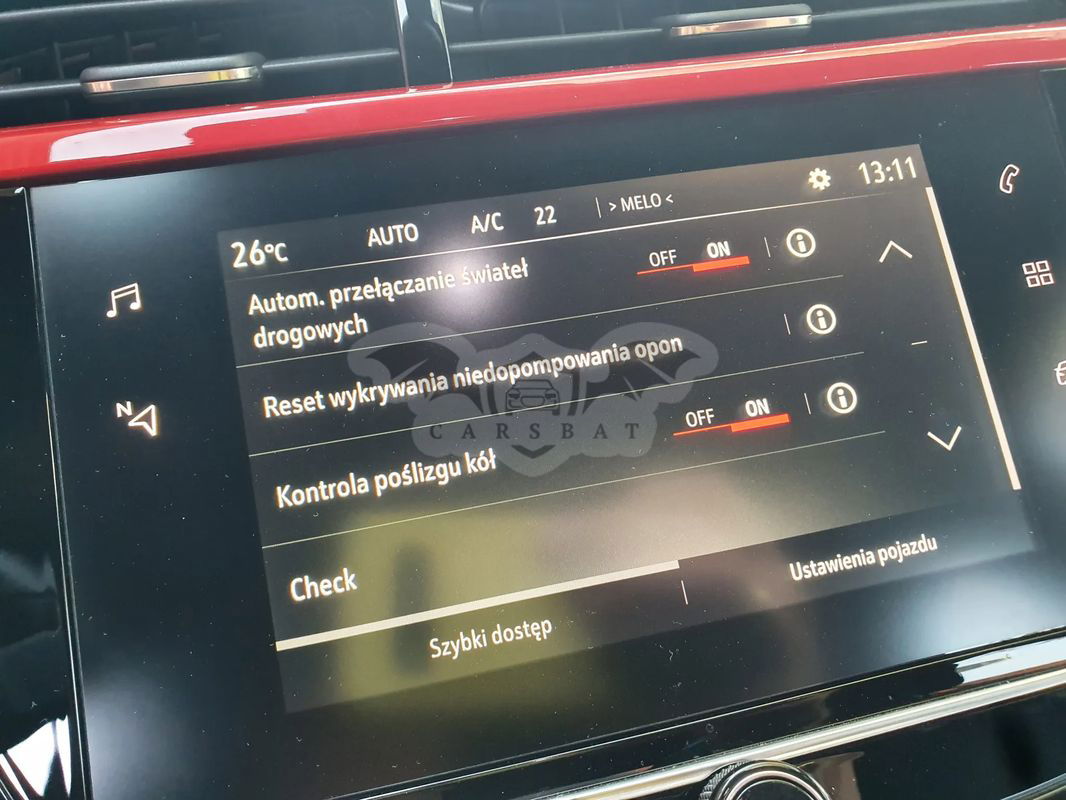 26°C AUTO A/C 22 > MELO < 13:11
Autom. przełączanie świateł OFF ON
drogowych
Reset wykrywania niedopompowania opon
CARSBAT
Kontrola poślizgu kół OFF ON
Check
Szybki dostęp Ustawienia pojazdu
N